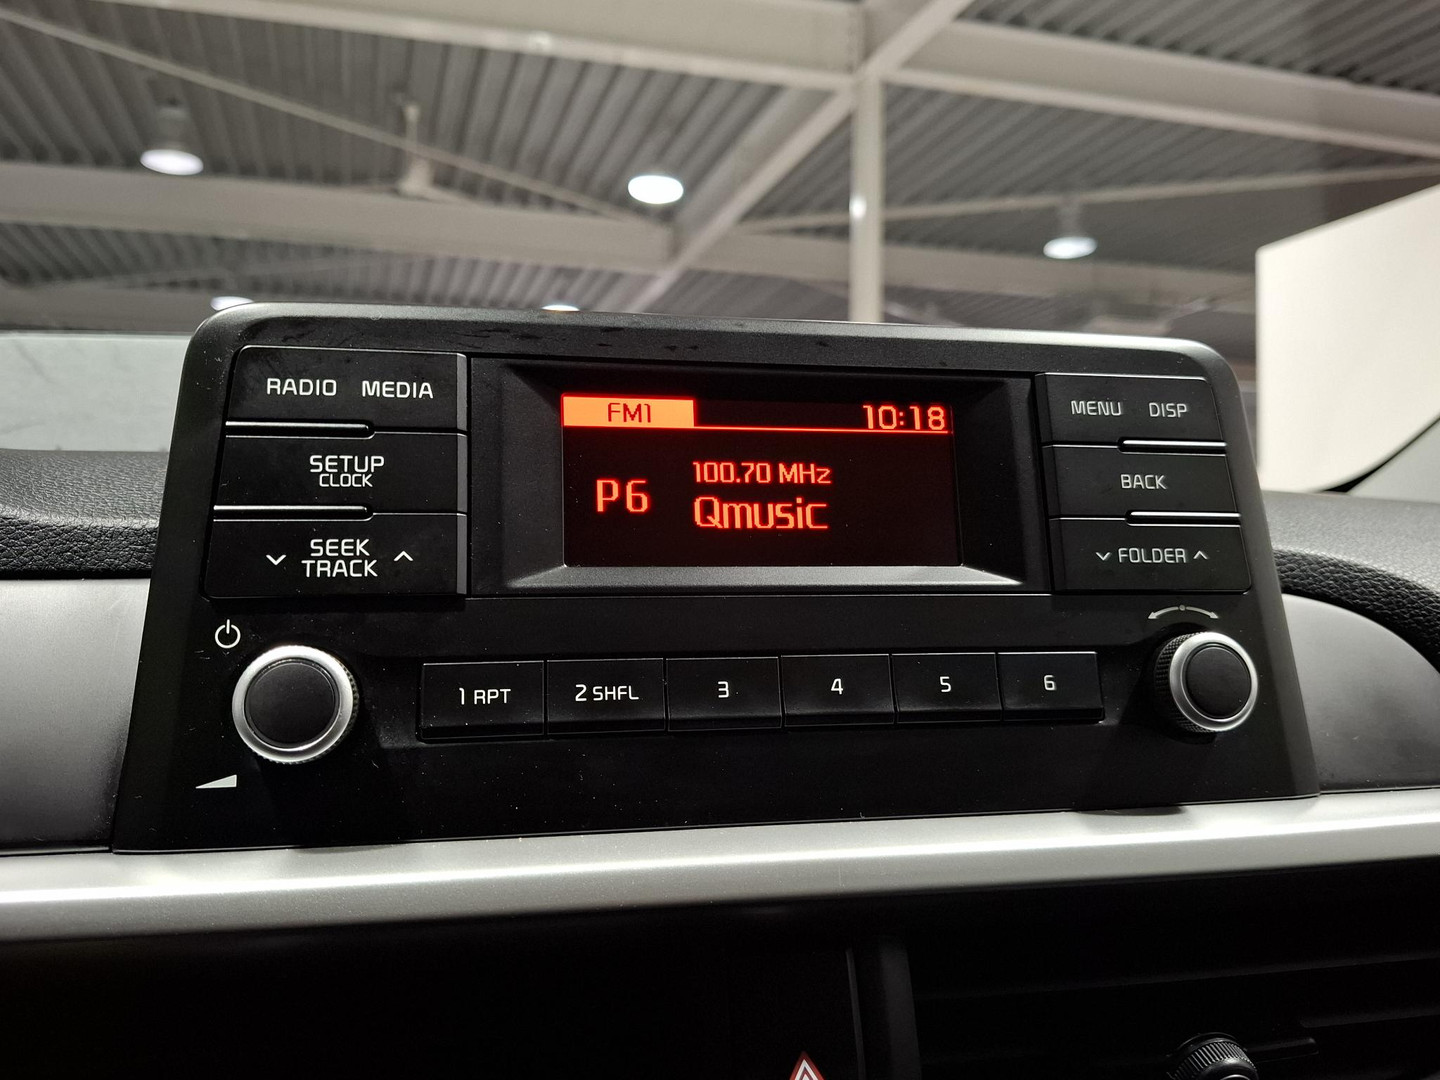 RADIO MEDIA
SETUP
CLOCK
SEEK
TRACK
FM1 10:18
100.70 MHz
P6
Qmusic
MENU DISP
BACK
FOLDER
1 RPT 2 SHFL 3 4 5 6